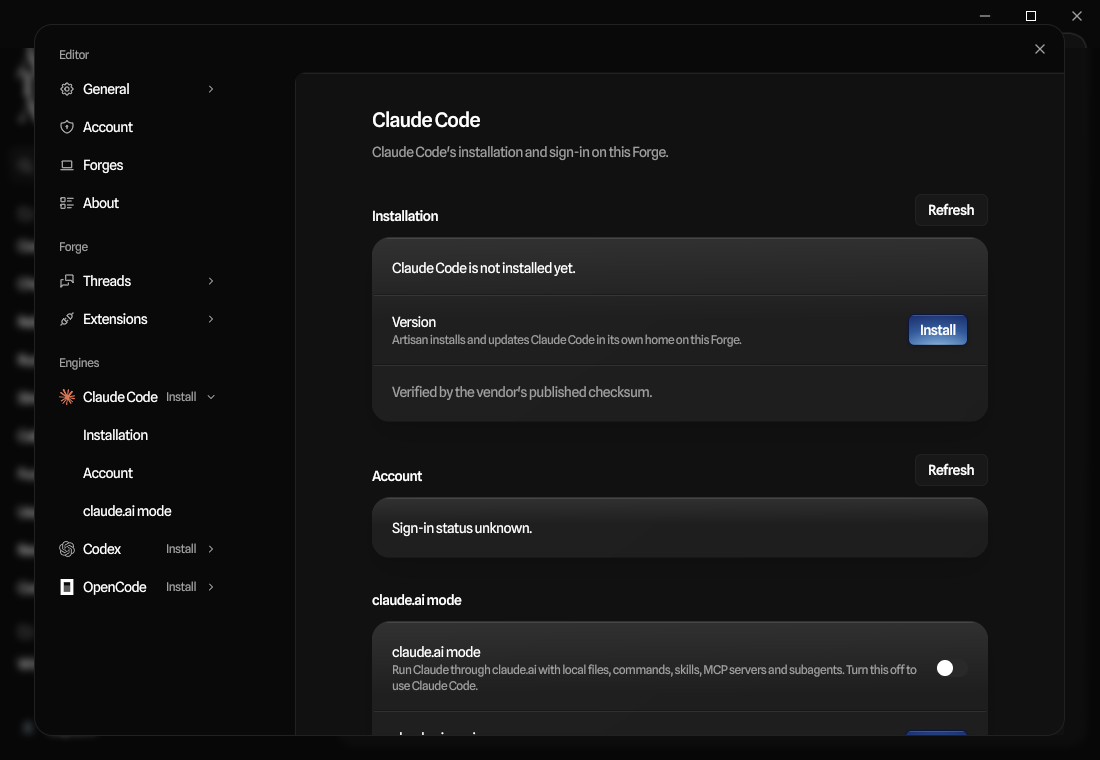 Editor
General
Account
Forges
About
Forge
Threads
Extensions
Engines
Claude Code Install
Installation
Account
claude.ai mode
Codex Install
OpenCode Install
Claude Code
Claude Code's installation and sign-in on this Forge.
Installation
Refresh
Claude Code is not installed yet.
Version
Artisan installs and updates Claude Code in its own home on this Forge.
Install
Verified by the vendor's published checksum.
Account
Refresh
Sign-in status unknown.
claude.ai mode
claude.ai mode
Run Claude through claude.ai with local files, commands, skills, MCP servers and subagents. Turn this off to
use Claude Code.